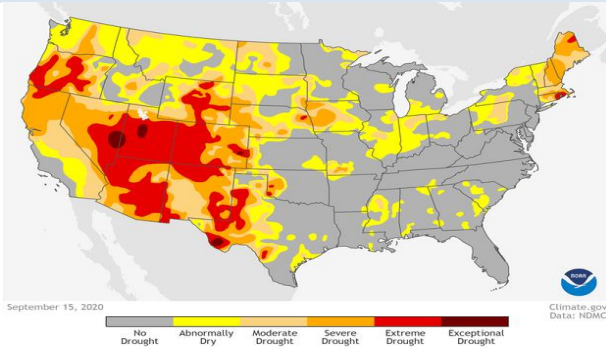 NOAA
September 15, 2020
Climate.gov
Data: NDMC
No Drought
Abnormally Dry
Moderate Drought
Severe Drought
Extreme Drought
Exceptional Drought